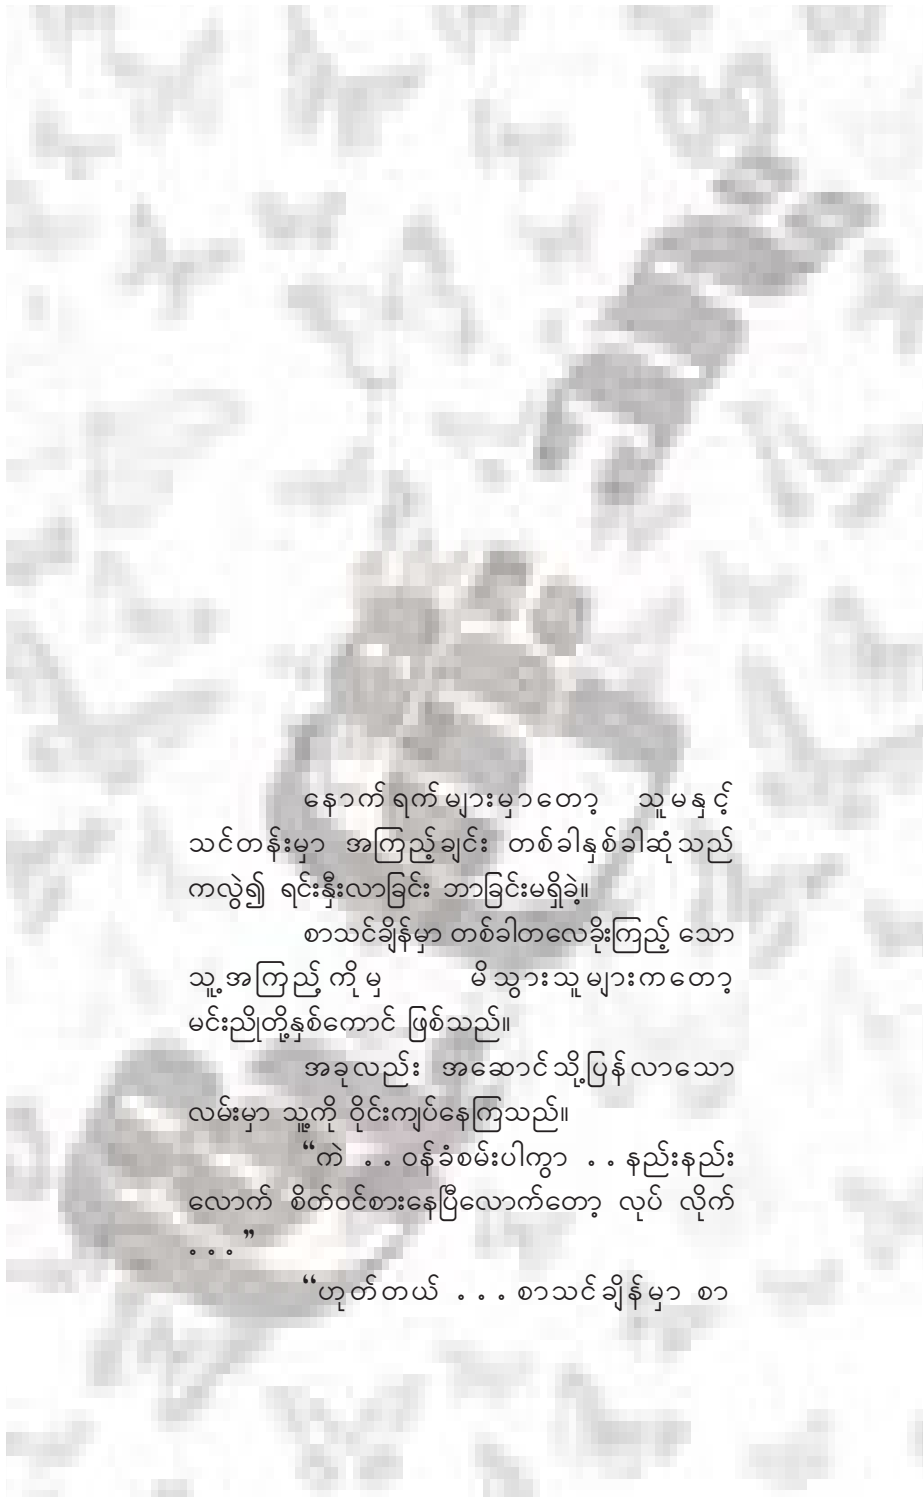 နောက်ရက်များမှာတော့ သူမနှင့်
သင်တန်းမှာ အကြည့်ချင်း တစ်ခါနှစ်ခါဆုံသည်
ကလွဲ၍ ရင်းနှီးလာခြင်း ဘာခြင်းမရှိခဲ့။
စာသင်ချိန်မှာ တစ်ခါတလေခိုးကြည့် သော
သူ့အကြည့်ကိုမှ မိသွားသူများကတော့
မင်းညိုတို့နှစ်ကောင် ဖြစ်သည်။
အခုလည်း အဆောင်သို့ပြန်လာသော
လမ်းမှာ သူ့ကို ဝိုင်းကျပ်နေကြသည်။
“ကဲ . . ဝန်ခံစမ်းပါကွာ . . နည်းနည်း
လောက် စိတ်ဝင်စားနေပြီလောက်တော့ လုပ် လိုက်
. . .”
“ဟုတ်တယ် . . . စာသင်ချိန်မှာ စာ